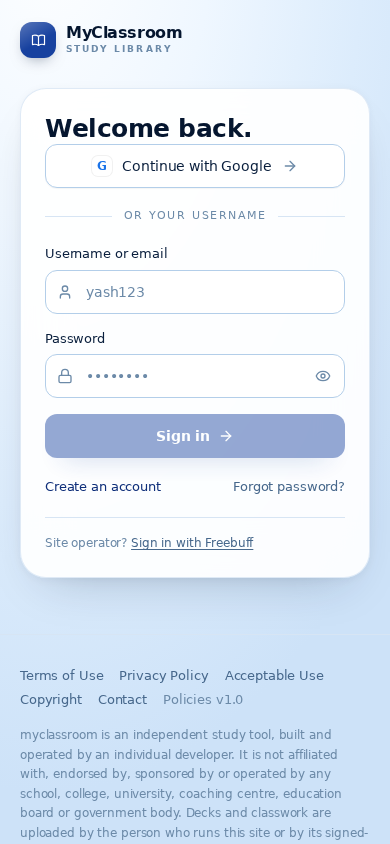 MyClassroom
STUDY LIBRARY
Welcome back.
G Continue with Google
OR YOUR USERNAME
Username or email
yash123
Password
••••••••
Sign in
Create an account Forgot password?
Site operator? Sign in with Freebuff
Terms of Use Privacy Policy Acceptable Use
Copyright Contact Policies v1.0
myclassroom is an independent study tool, built and
operated by an individual developer. It is not affiliated
with, endorsed by, sponsored by or operated by any
school, college, university, coaching centre, education
board or government body. Decks and classwork are
uploaded by the person who runs this site or by its signed-